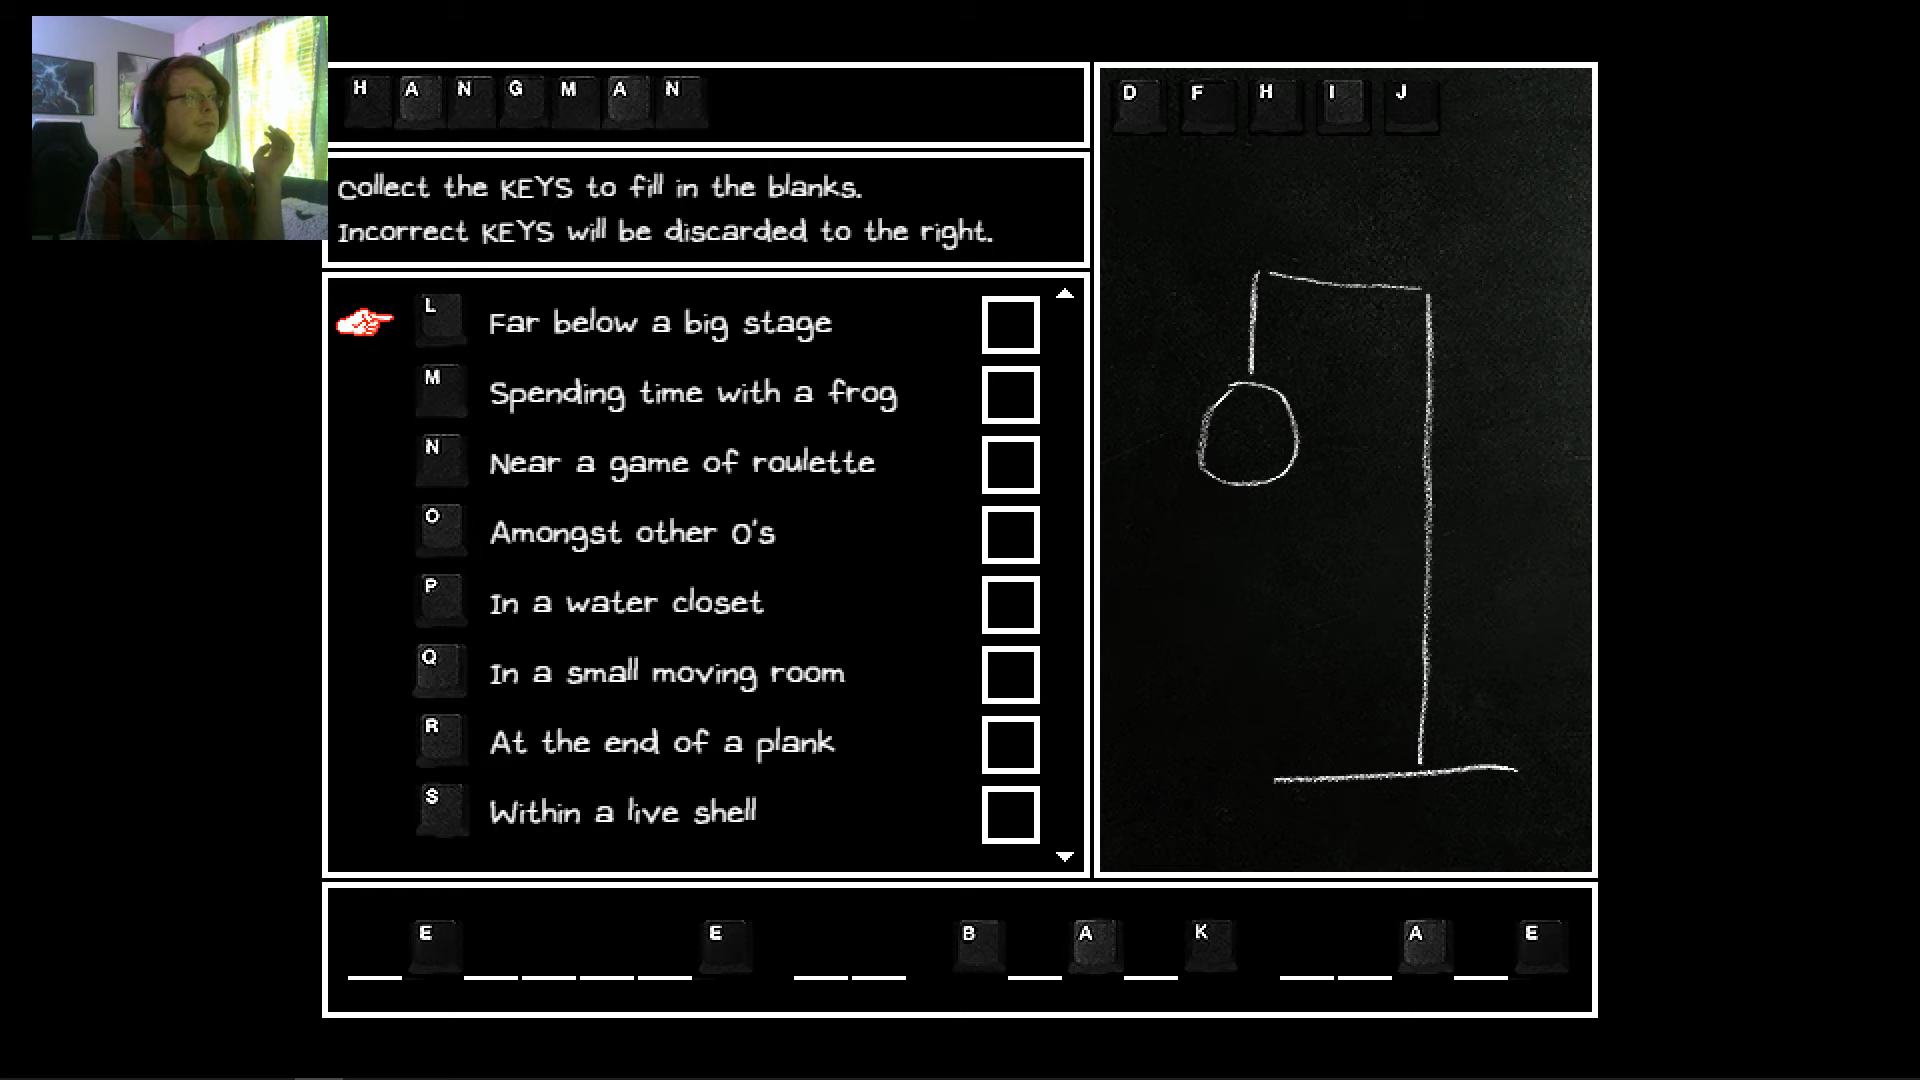 H A N G M A N
D F H I J
Collect the KEYS to fill in the blanks.
Incorrect KEYS will be discarded to the right.
L Far below a big stage
M Spending time with a frog
N Near a game of roulette
O Amongst other O's
P In a water closet
Q In a small moving room
R At the end of a plank
S Within a live shell
_ E _ _ _ _ E _ _ B _ A _ K _ _ A _ E